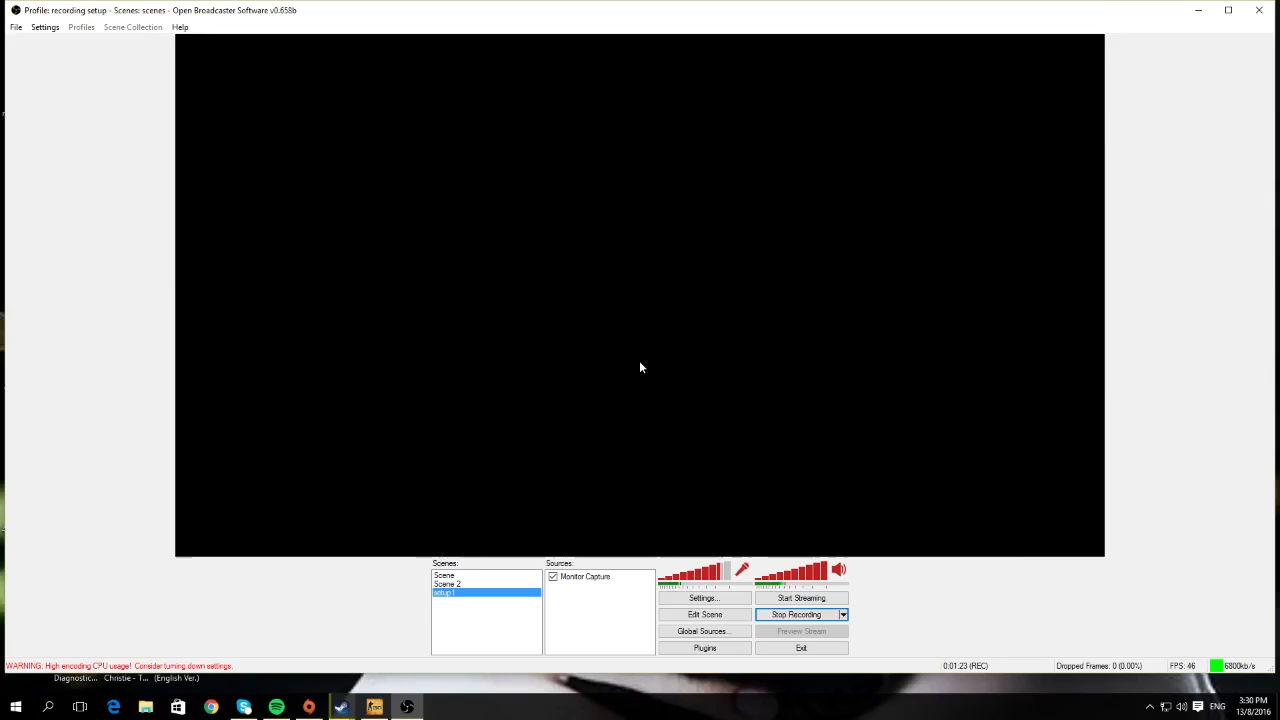 Profile: recording setup - Scenes: scenes - Open Broadcaster Software v0.658b
File Settings Profiles Scene Collection Help
Scenes: Sources:
Scene
Scene 2
setup1
Monitor Capture
Settings... Start Streaming
Edit Scene Stop Recording
Global Sources... Preview Stream
Plugins Exit
WARNING: High encoding CPU usage! Consider turning down settings. 0:01:23 (REC) Dropped Frames: 0 (0.00%) FPS: 46 6800kb/s
Diagnostic... Christie - T... (English Ver.)
ENG 3:30 PM
13/8/2016